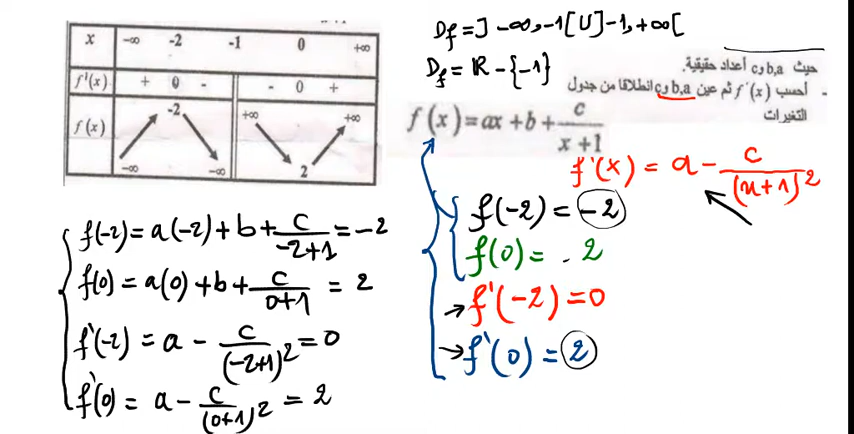 x -∞ -2 -1 0 +∞
f'(x) + 0 - - 0 +
f(x) -∞ -2 -∞ +∞ 2 +∞
Df = ]-∞,-1[ U ]-1,+∞[
Df = ℝ - {-1}
حيث b,a و c أعداد حقيقية.
- أحسب f'(x) ثم عين b,a و c انطلاقا من جدول
التغيرات
f(x) = ax + b + c/(x+1)
f'(x) = a - c/(x+1)²
f(-2) = -2
f(0) = 2
f'(-2) = 0
f'(0) = 2
f(-2) = a(-2) + b + c/(-2+1) = -2
f(0) = a(0) + b + c/(0+1) = 2
f'(-2) = a - c/(-2+1)² = 0
f'(0) = a - c/(0+1)² = 2